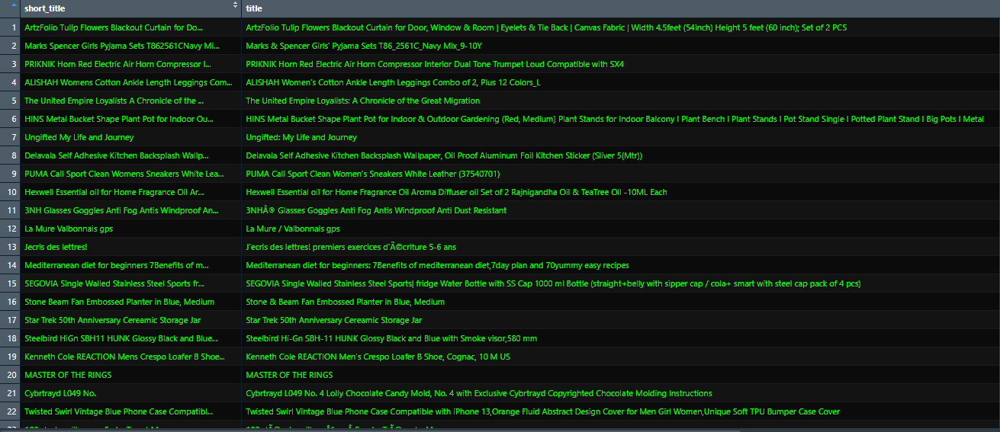 short_title title
1 ArtzFolio Tulip Flowers Blackout Curtain for Do... ArtzFolio Tulip Flowers Blackout Curtain for Door, Window & Room | Eyelets & Tie Back | Canvas Fabric | Width 4.5feet (54inch) Height 5 feet (60 inch); Set of 2 PCS
2 Marks Spencer Girls Pyjama Sets T862561CNavy Mi... Marks & Spencer Girls' Pyjama Sets T86_2561C_Navy Mix_9-10Y
3 PRIKNIK Horn Red Electric Air Horn Compressor I... PRIKNIK Horn Red Electric Air Horn Compressor Interior Dual Tone Trumpet Loud Compatible with SX4
4 ALISHAH Womens Cotton Ankle Length Leggings Com... ALISHAH Women's Cotton Ankle Length Leggings Combo of 2, Plus 12 Colors_L
5 The United Empire Loyalists A Chronicle of the ... The United Empire Loyalists: A Chronicle of the Great Migration
6 HINS Metal Bucket Shape Plant Pot for Indoor Ou... HINS Metal Bucket Shape Plant Pot for Indoor & Outdoor Gardening (Red, Medium) Plant Stands for Indoor Balcony I Plant Bench I Plant Stands I Pot Stand Single I Potted Plant Stand I Big Pots I Metal
7 Ungifted My Life and Journey Ungifted: My Life and Journey
8 Delavala Self Adhesive Kitchen Backsplash Wallp... Delavala Self Adhesive Kitchen Backsplash Wallpaper, Oil Proof Aluminum Foil Kitchen Sticker (Sliver 5(Mtr))
9 PUMA Cali Sport Clean Womens Sneakers White Lea... PUMA Cali Sport Clean Women's Sneakers White Leather (37540701)
10 Hexwell Essential oil for Home Fragrance Oil Ar... Hexwell Essential oil for Home Fragrance Oil Aroma Diffuser oil Set of 2 Rajnigandha Oil & TeaTree Oil -10ML Each
11 3NH Glasses Goggles Anti Fog Antis Windproof An... 3NHÂ® Glasses Goggles Anti Fog Antis Windproof Anti Dust Resistant
12 La Mure Valbonnais gps La Mure / Valbonnais gps
13 Jecris des lettres! J'ecris des lettres! premiers exercices d'Ã©criture 5-6 ans
14 Mediterranean diet for beginners 7Benefits of m... Mediterranean diet for beginners: 7Benefits of mediterranean diet,7day plan and 70yummy easy recipes
15 SEGOVIA Single Walled Stainless Steel Sports fr... SEGOVIA Single Walled Stainless Steel Sports| fridge Water Bottle with SS Cap 1000 ml Bottle (straight+belly with sipper cap / cola+ smart with steel cap pack of 4 pcs)
16 Stone Beam Fan Embossed Planter in Blue, Medium Stone & Beam Fan Embossed Planter in Blue, Medium
17 Star Trek 50th Anniversary Cereamic Storage Jar Star Trek 50th Anniversary Cereamic Storage Jar
18 Steelbird HiGn SBH11 HUNK Glossy Black and Blue... Steelbird Hi-Gn SBH-11 HUNK Glossy Black and Blue with Smoke visor,580 mm
19 Kenneth Cole REACTION Mens Crespo Loafer B Shoe... Kenneth Cole REACTION Men's Crespo Loafer B Shoe, Cognac, 10 M US
20 MASTER OF THE RINGS MASTER OF THE RINGS
21 Cybrtrayd L049 No. Cybrtrayd L049 No. 4 Lolly Chocolate Candy Mold, No. 4 with Exclusive Cybrtrayd Copyrighted Chocolate Molding Instructions
22 Twisted Swirl Vintage Blue Phone Case Compatibl... Twisted Swirl Vintage Blue Phone Case Compatible with iPhone 13,Orange Fluid Abstract Design Cover for Men Girl Women,Unique Soft TPU Bumper Case Cover